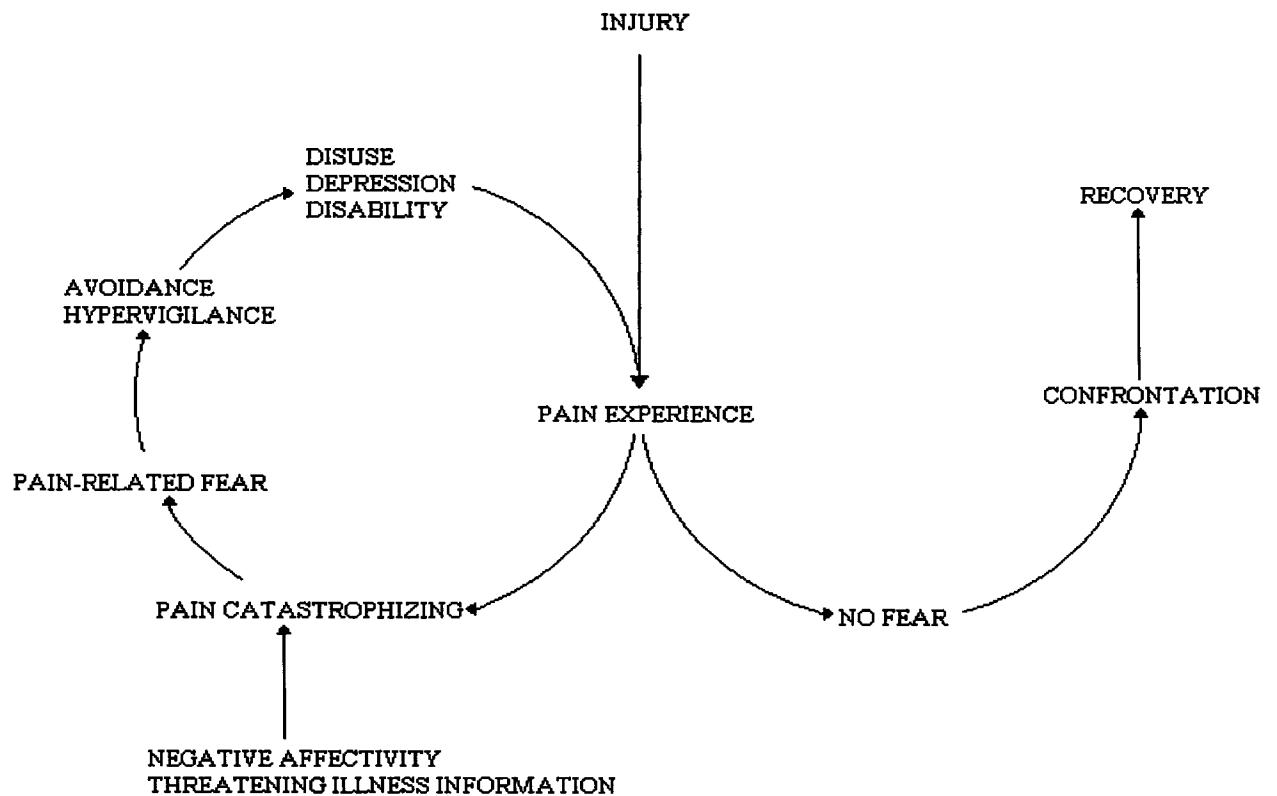 INJURY
DISUSE
DEPRESSION
DISABILITY
RECOVERY
AVOIDANCE
HYPERVIGILANCE
CONFRONTATION
PAIN EXPERIENCE
PAIN-RELATED FEAR
PAIN CATASTROPHIZING
NO FEAR
NEGATIVE AFFECTIVITY
THREATENING ILLNESS INFORMATION